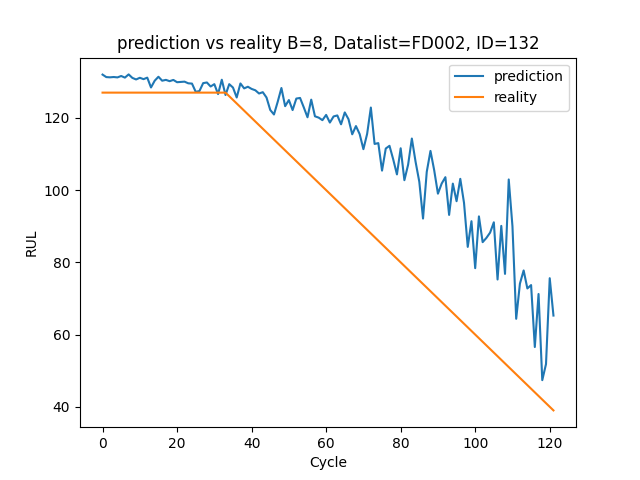 prediction vs reality B=8, Datalist=FD002, ID=132
prediction
reality
120
100
80
60
40
RUL
0 20 40 60 80 100 120
Cycle